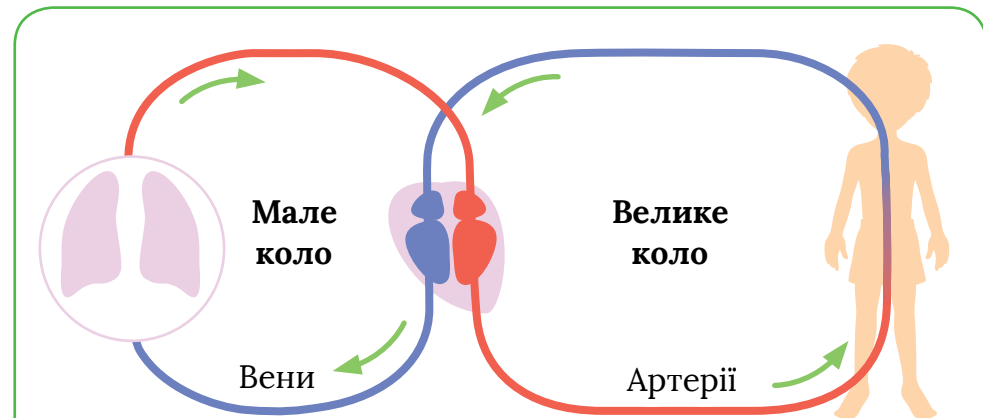 Мале
коло
Велике
коло
Вени
Артерії